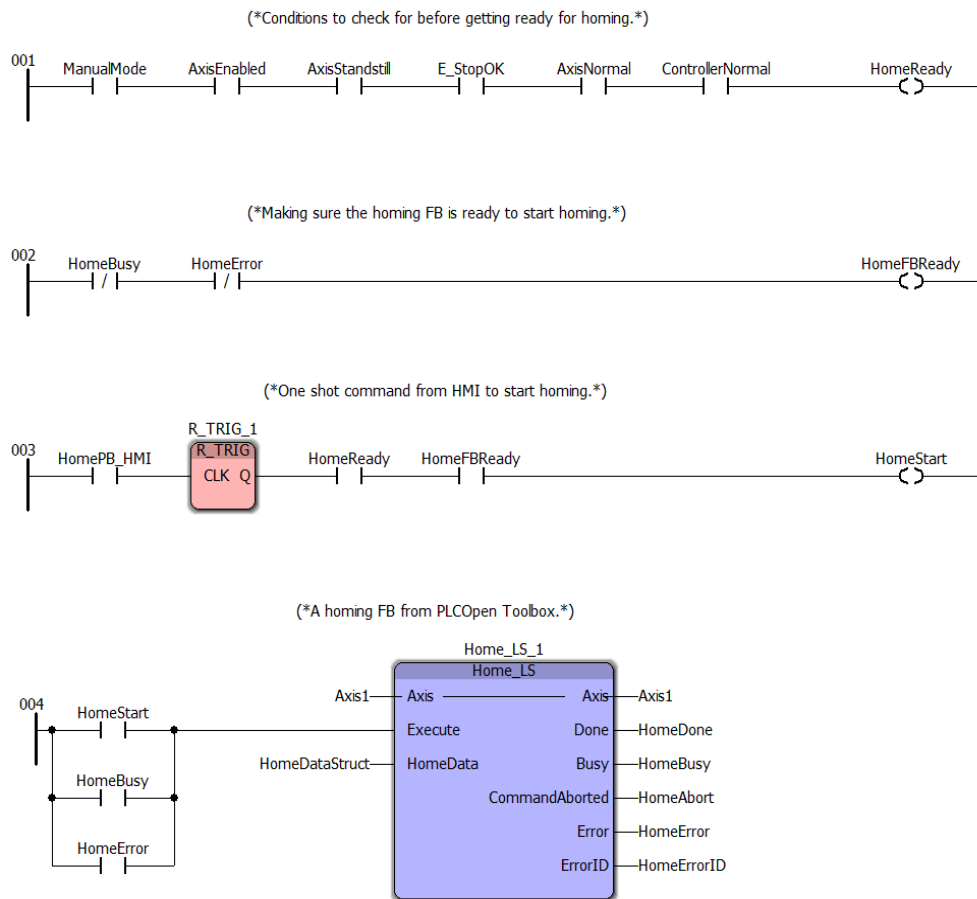 (*Conditions to check for before getting ready for homing.*)
001
ManualMode AxisEnabled AxisStandstill E_StopOK AxisNormal ControllerNormal HomeReady
(*Making sure the homing FB is ready to start homing.*)
002
HomeBusy HomeError HomeFBReady
(*One shot command from HMI to start homing.*)
R_TRIG_1
003
HomePB_HMI R_TRIG HomeReady HomeFBReady HomeStart
CLK Q
(*A homing FB from PLCOpen Toolbox.*)
Home_LS_1
Home_LS
004
Axis1 Axis Axis Axis1
HomeStart Execute Done HomeDone
HomeDataStruct HomeData Busy HomeBusy
HomeBusy
CommandAborted HomeAbort
Error HomeError
HomeError
ErrorID HomeErrorID